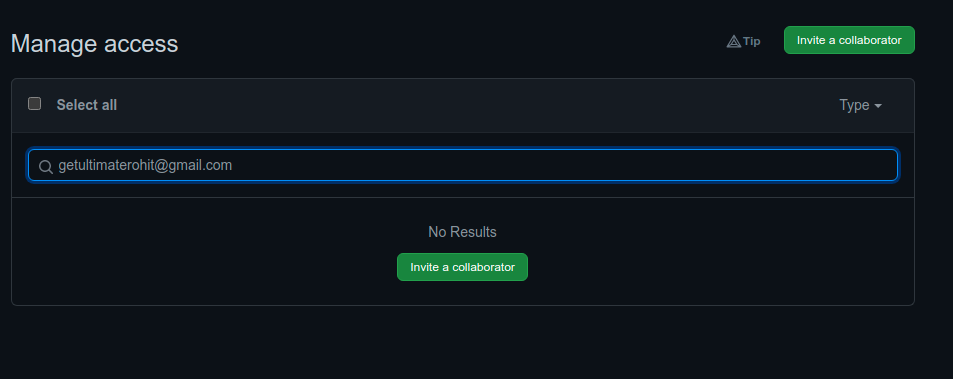 Manage access
Tip
Invite a collaborator
Select all
Type
getultimaterohit@gmail.com
No Results
Invite a collaborator